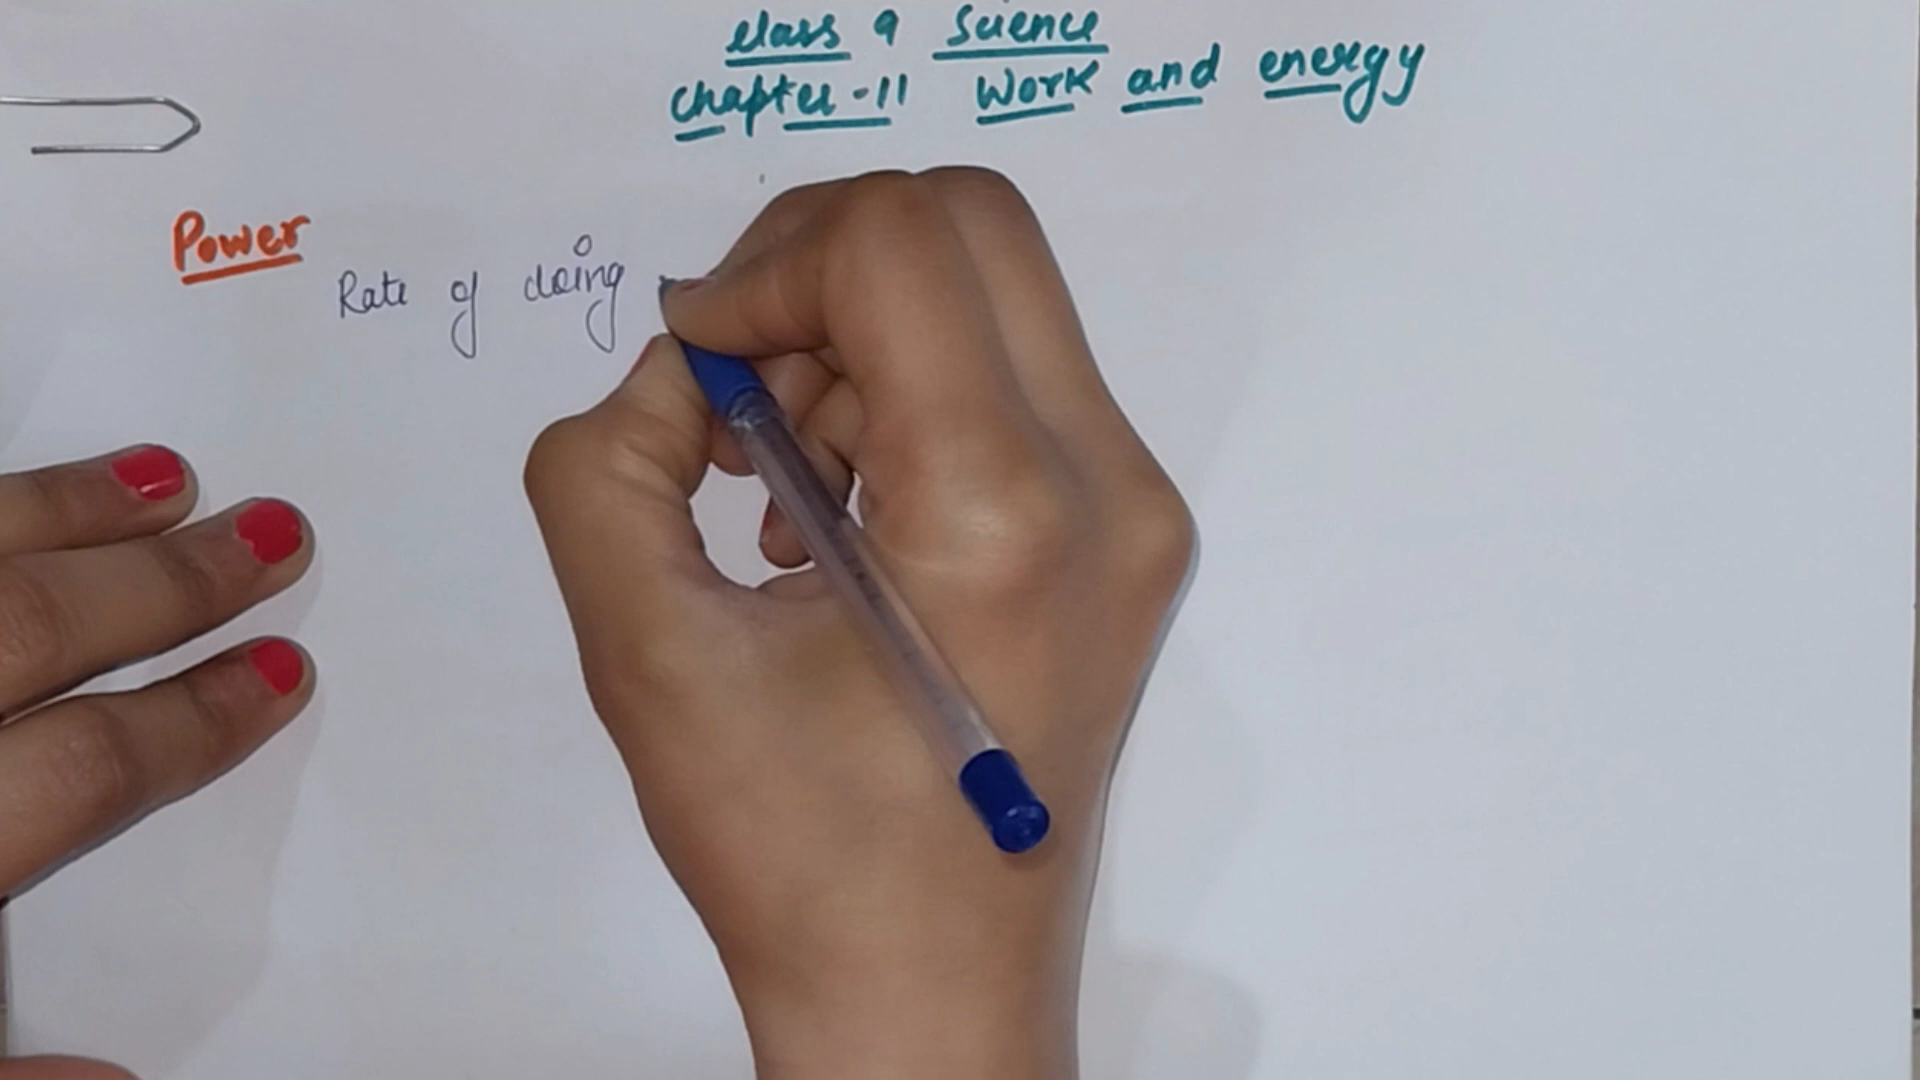 Class 9 Science
Chapter-11 Work and energy
Power
Rate of doing